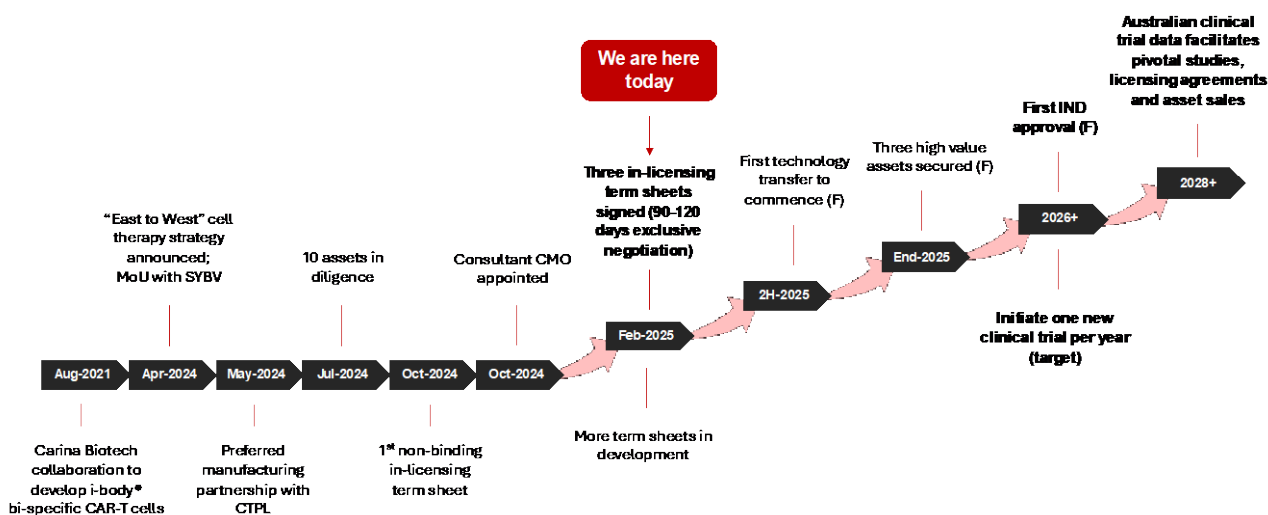 We are here
today
Australian clinical
trial data facilitates
pivotal studies,
licensing agreements
and asset sales
First IND
approval (F)
Three high value
assets secured (F)
First technology
transfer to
commence (F)
Three in-licensing
term sheets
signed (90-120
days exclusive
negotiation)
"East to West" cell
therapy strategy
announced;
MoU with SYBV
10 assets in
diligence
Consultant CMO
appointed
Aug-2021
Apr-2024
May-2024
Jul-2024
Oct-2024
Oct-2024
Feb-2025
2H-2025
End-2025
2026+
2028+
Carina Biotech
collaboration to
develop i-body®
bi-specific CAR-T cells
Preferred
manufacturing
partnership with
CTPL
1st non-binding
in-licensing
term sheet
More term sheets in
development
Initiate one new
clinical trial per year
(target)